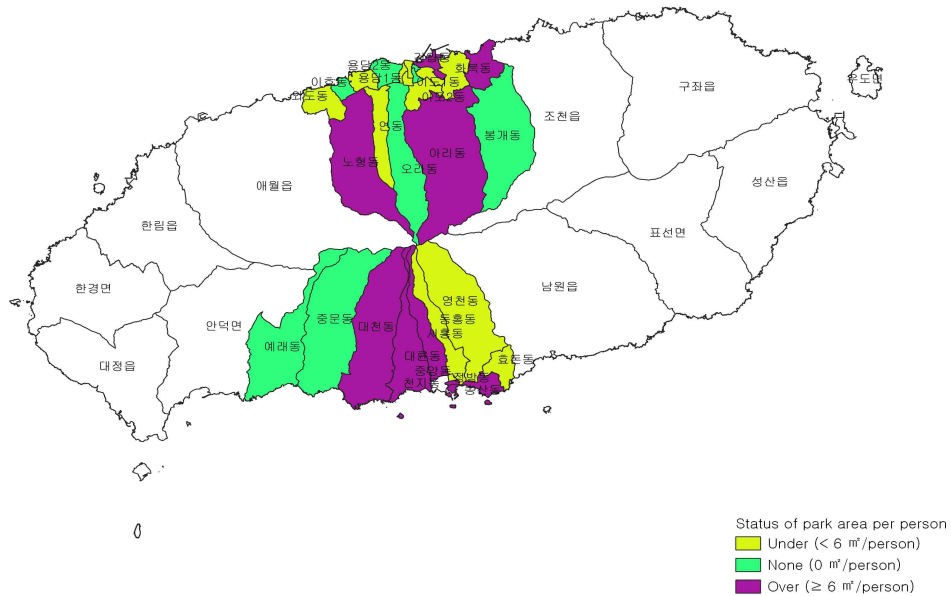 용담2동
용담1동
이호동
외도동
화북동
이도2동
연동
노형동
오라동
아라동
봉개동
조천읍
구좌읍
우도면
성산읍
표선면
남원읍
애월읍
한림읍
한경면
대정읍
안덕면
예래동
중문동
대천동
영천동
동홍동
서홍동
효돈동
대륜동
중앙동
정방동
천지동
송산동
Status of park area per person
Under (< 6 ㎡/person)
None (0 ㎡/person)
Over (≥ 6 ㎡/person)